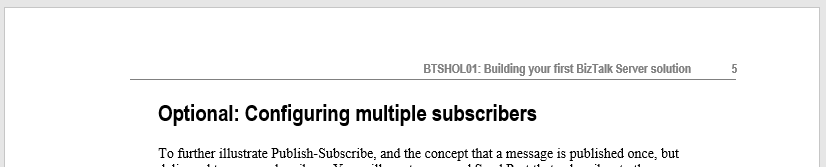 BTSHOL01: Building your first BizTalk Server solution 5
Optional: Configuring multiple subscribers
To further illustrate Publish-Subscribe, and the concept that a message is published once, but